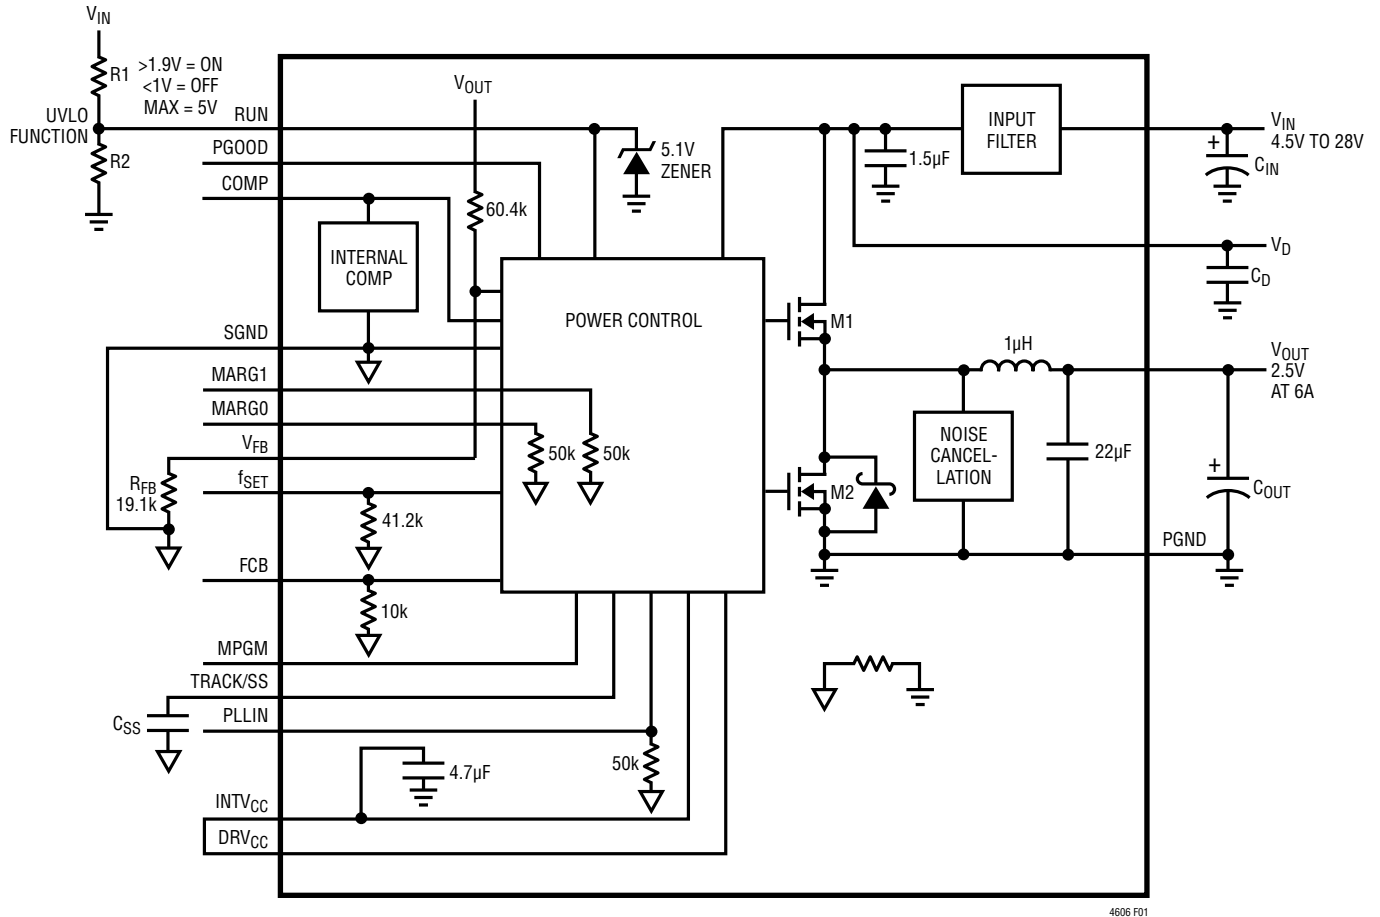 VIN
R1
>1.9V = ON
<1V = OFF
MAX = 5V
UVLO
FUNCTION
R2
RUN
PGOOD
COMP
VOUT
60.4k
5.1V
ZENER
INTERNAL
COMP
POWER CONTROL
1.5µF
INPUT
FILTER
VIN
4.5V TO 28V
+
CIN
VD
CD
M1
SGND
MARG1
MARG0
VFB
fSET
RFB
19.1k
50k
50k
41.2k
FCB
10k
1µH
VOUT
2.5V
AT 6A
NOISE
CANCEL-
LATION
22µF
+
COUT
M2
PGND
MPGM
TRACK/SS
CSS
PLLIN
50k
4.7µF
INTVCC
DRVCC
4606 F01